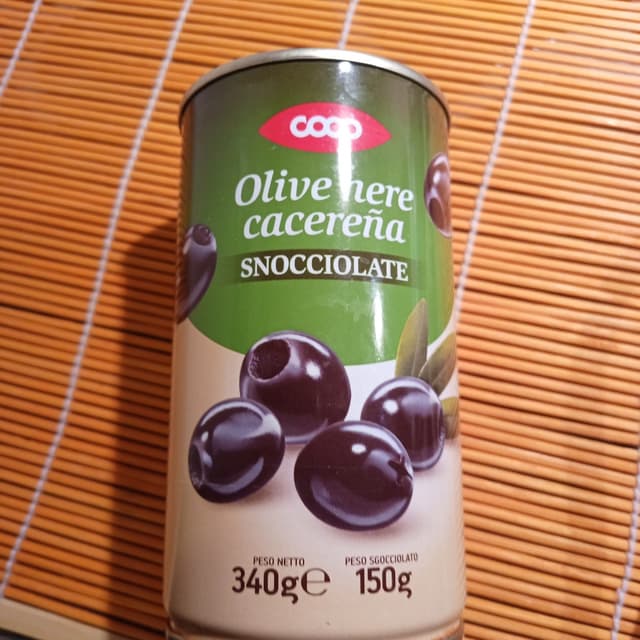 coop
Olive nere
cacereña
SNOCCIOLATE
PESO NETTO PESO SGOCCIOLATO
340g℮ 150g